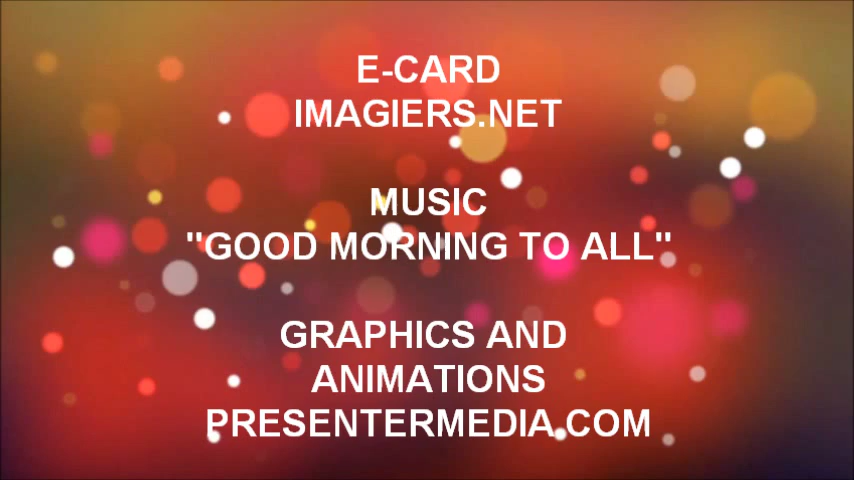 E-CARD
IMAGIERS.NET
MUSIC
"GOOD MORNING TO ALL"
GRAPHICS AND
ANIMATIONS
PRESENTERMEDIA.COM